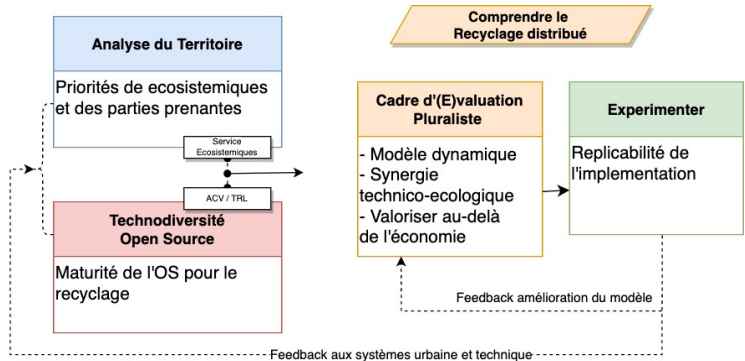 Comprendre le
Recyclage distribué
Analyse du Territoire
Priorités de ecosistemiques
et des parties prenantes
Service
Ecosistemiques
ACV / TRL
Technodiversité
Open Source
Maturité de l'OS pour le
recyclage
Cadre d'(E)valuation
Pluraliste
- Modèle dynamique
- Synergie
technico-ecologique
- Valoriser au-delà
de l'économie
Experimenter
Replicabilité de
l'implementation
Feedback amélioration du modèle
Feedback aux systèmes urbaine et technique